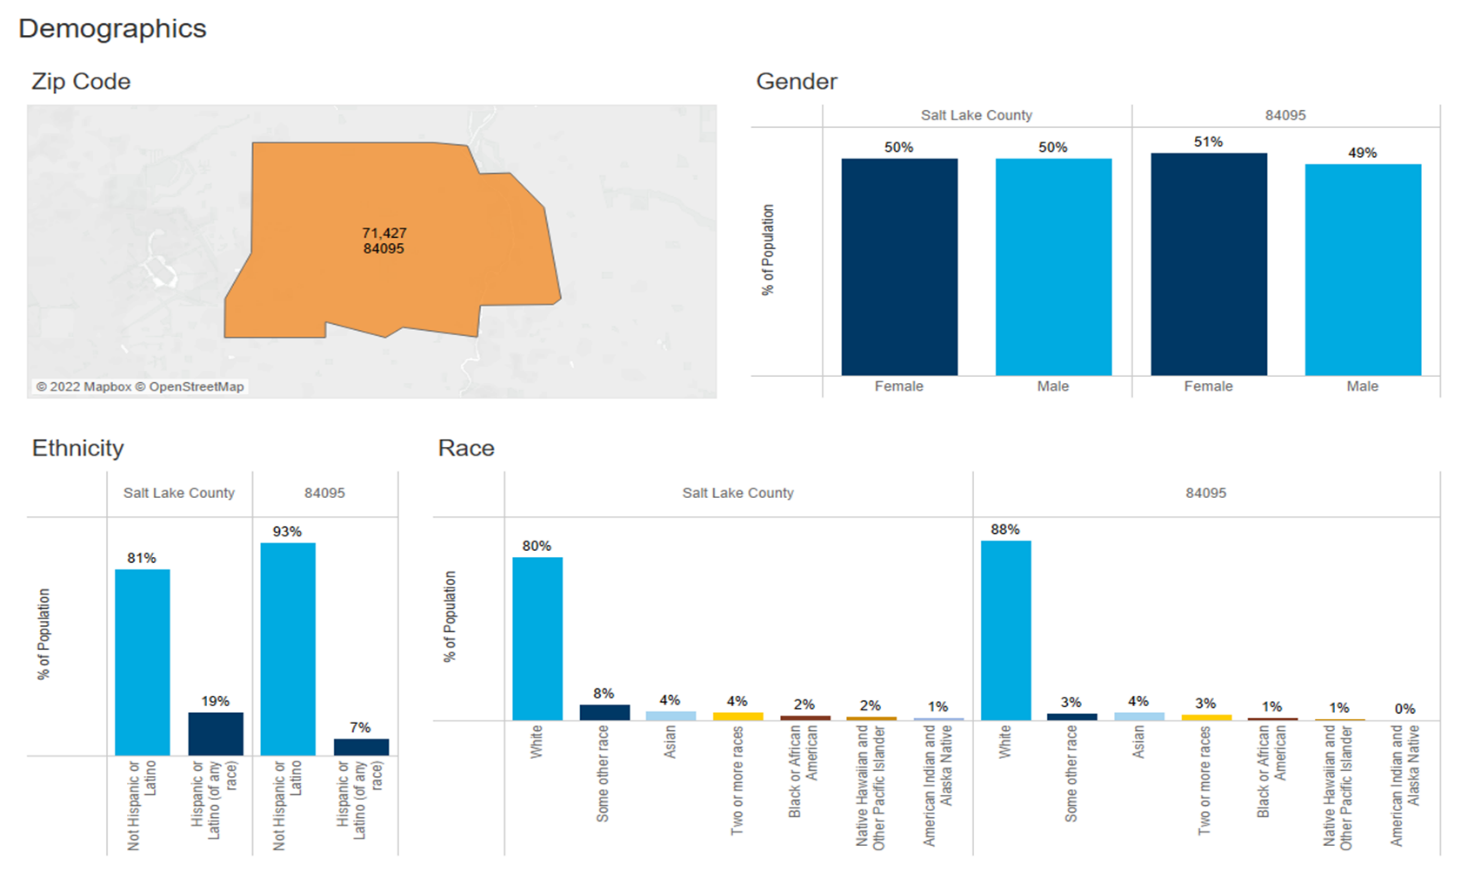 Demographics
Zip Code
71,427
84095
© 2022 Mapbox © OpenStreetMap
Gender
Salt Lake County
84095
% of Population
50%
50%
51%
49%
Female
Male
Female
Male
Ethnicity
Salt Lake County
84095
% of Population
81%
19%
93%
7%
Not Hispanic or
Latino
Hispanic or
Latino (of any
race)
Not Hispanic or
Latino
Hispanic or
Latino (of any
race)
Race
Salt Lake County
84095
% of Population
80%
8%
4%
4%
2%
2%
1%
88%
3%
4%
3%
1%
1%
0%
White
Some other race
Asian
Two or more races
Black or African
American
Native Hawaiian and
Other Pacific Islander
American Indian and
Alaska Native
White
Some other race
Asian
Two or more races
Black or African
American
Native Hawaiian and
Other Pacific Islander
American Indian and
Alaska Native